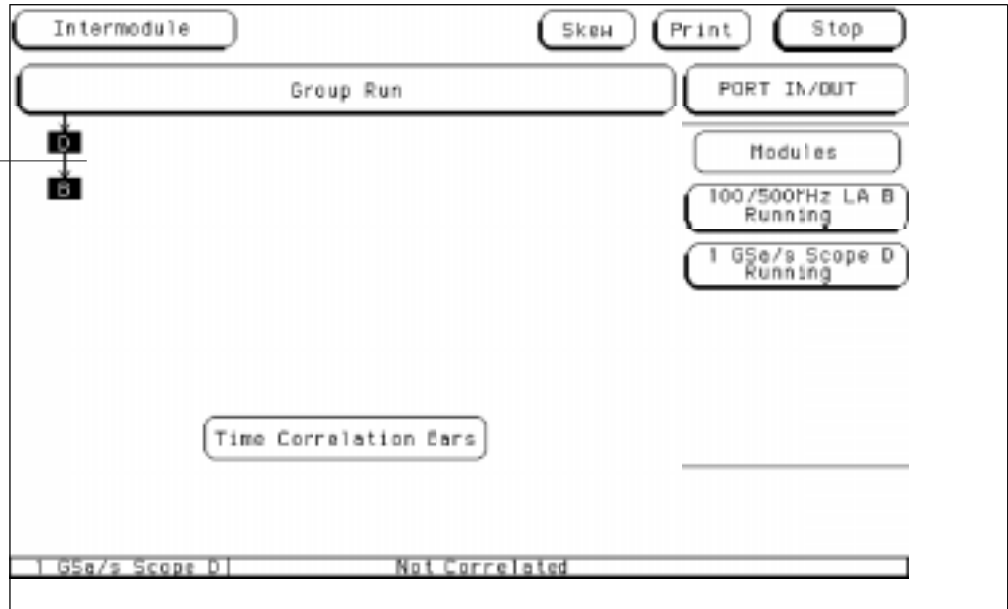 Intermodule
Skew
Print
Stop
Group Run
PORT IN/OUT
D
B
Modules
100/500MHz LA B
Running
1 GSa/s Scope D
Running
Time Correlation Bars
1 GSa/s Scope D
Not Correlated